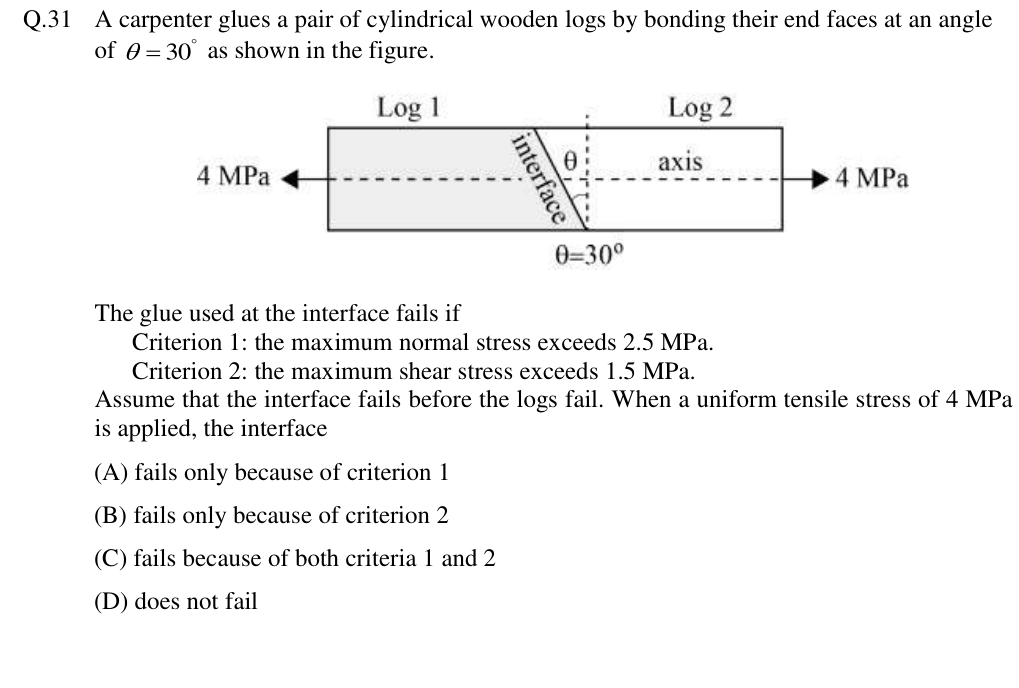 Q.31 A carpenter glues a pair of cylindrical wooden logs by bonding their end faces at an angle
of θ = 30° as shown in the figure.
Log 1 Log 2
interface
θ
axis
4 MPa
4 MPa
θ=30°
The glue used at the interface fails if
Criterion 1: the maximum normal stress exceeds 2.5 MPa.
Criterion 2: the maximum shear stress exceeds 1.5 MPa.
Assume that the interface fails before the logs fail. When a uniform tensile stress of 4 MPa
is applied, the interface
(A) fails only because of criterion 1
(B) fails only because of criterion 2
(C) fails because of both criteria 1 and 2
(D) does not fail